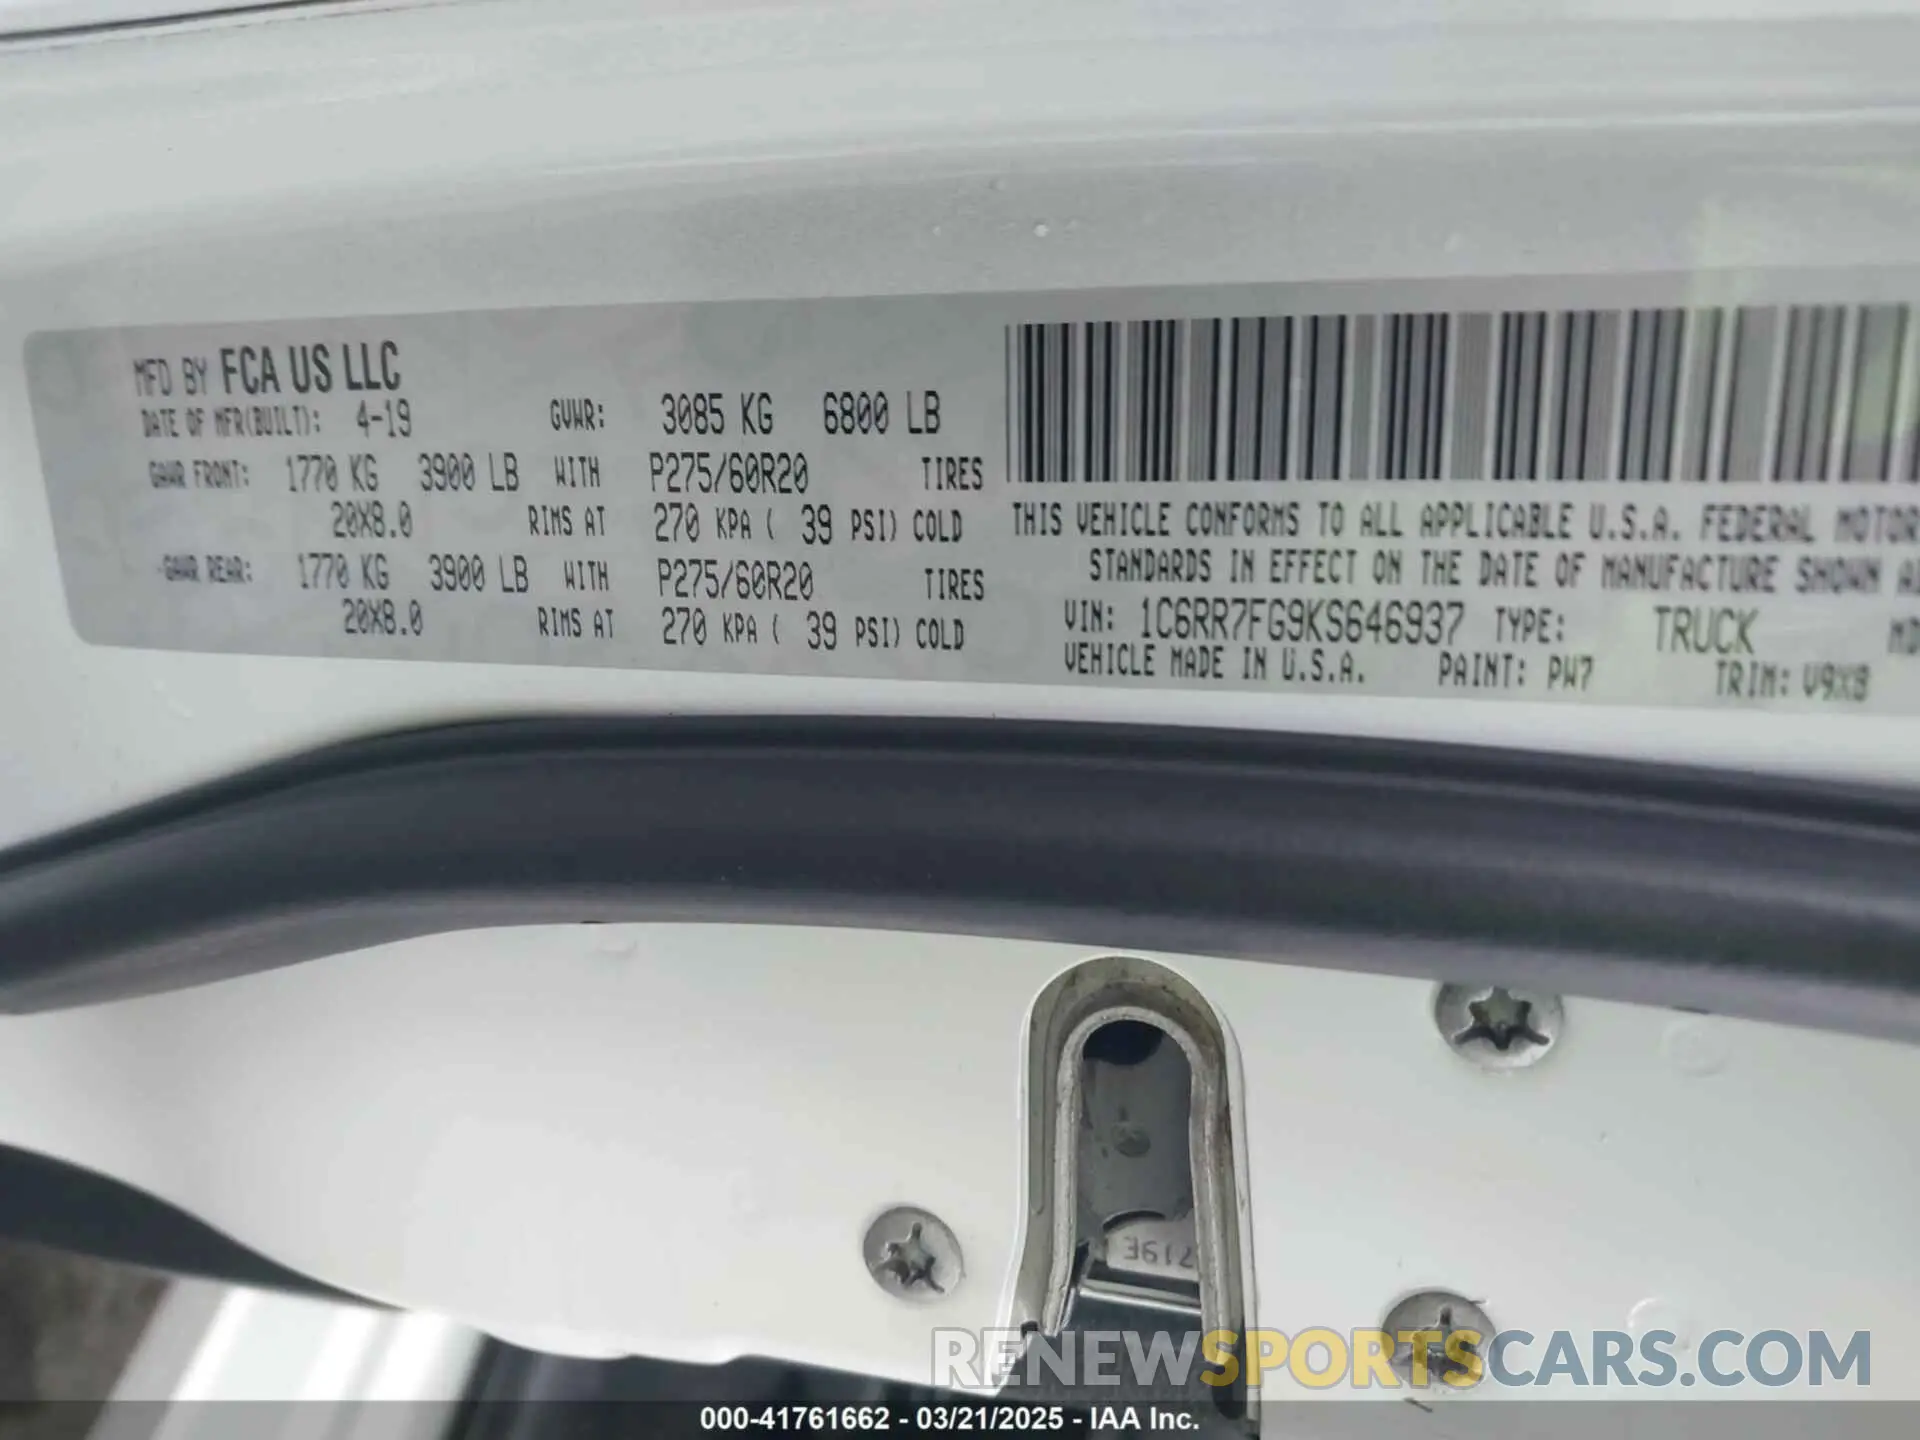 MFD BY FCA US LLC
DATE OF MFR(BUILT): 4-19 GVWR: 3085 KG 6800 LB
GAWR FRONT: 1770 KG 3900 LB WITH P275/60R20 TIRES
20X8.0 RIMS AT 270 KPA ( 39 PSI) COLD
GAWR REAR: 1770 KG 3900 LB WITH P275/60R20 TIRES
20X8.0 RIMS AT 270 KPA ( 39 PSI) COLD
THIS VEHICLE CONFORMS TO ALL APPLICABLE U.S.A. FEDERAL MOTOR
STANDARDS IN EFFECT ON THE DATE OF MANUFACTURE SHOWN
VIN: 1C6RR7FG9KS646937 TYPE: TRUCK
VEHICLE MADE IN U.S.A. PAINT: PW7 TRIM: V9X8
719E
RENEWSPORTSCARS.COM
000-41761662 - 03/21/2025 - IAA Inc.